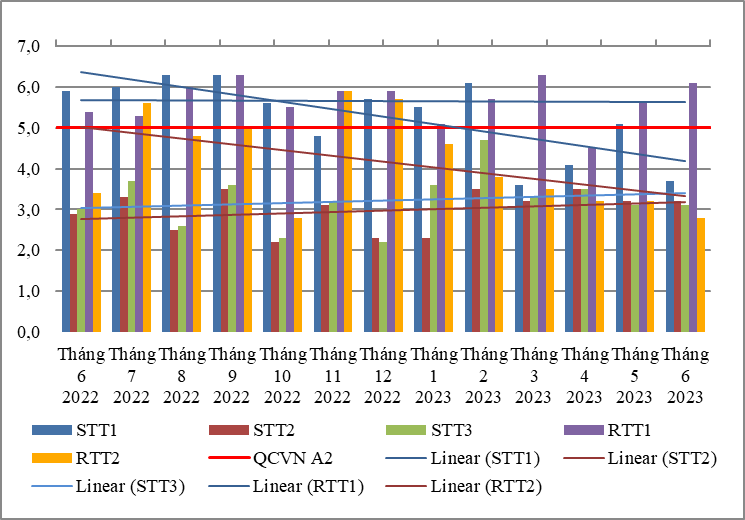 7,0
6,0
5,0
4,0
3,0
2,0
1,0
0,0
Tháng Tháng Tháng Tháng Tháng Tháng Tháng Tháng Tháng Tháng Tháng Tháng Tháng
6 7 8 9 10 11 12 1 2 3 4 5 6
2022 2022 2022 2022 2022 2022 2022 2023 2023 2023 2023 2023 2023
STT1 STT2 STT3 RTT1
RTT2 QCVN A2 Linear (STT1) Linear (STT2)
Linear (STT3) Linear (RTT1) Linear (RTT2)